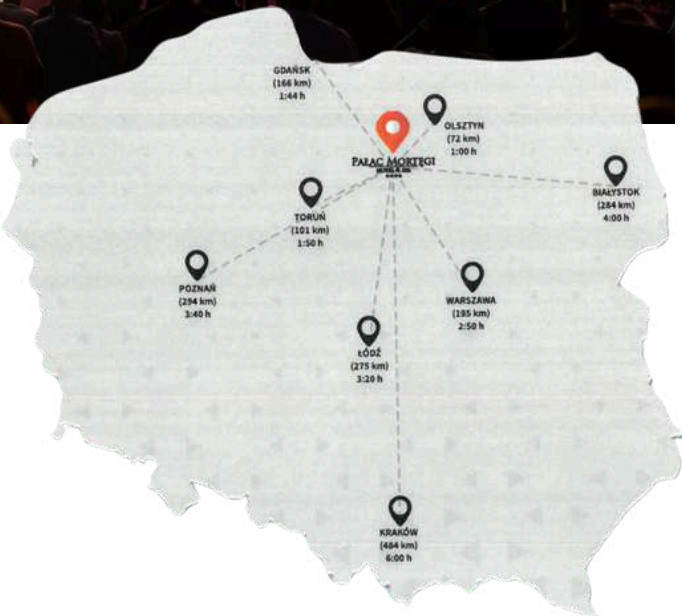 GDAŃSK
(166 km)
1:44 h
OLSZTYN
(72 km)
1:00 h
PAŁAC MORTĘGI
BIAŁYSTOK
(284 km)
4:00 h
TORUŃ
(101 km)
1:50 h
POZNAŃ
(294 km)
3:40 h
WARSZAWA
(195 km)
2:50 h
ŁÓDŹ
(275 km)
3:20 h
KRAKÓW
(464 km)
6:00 h